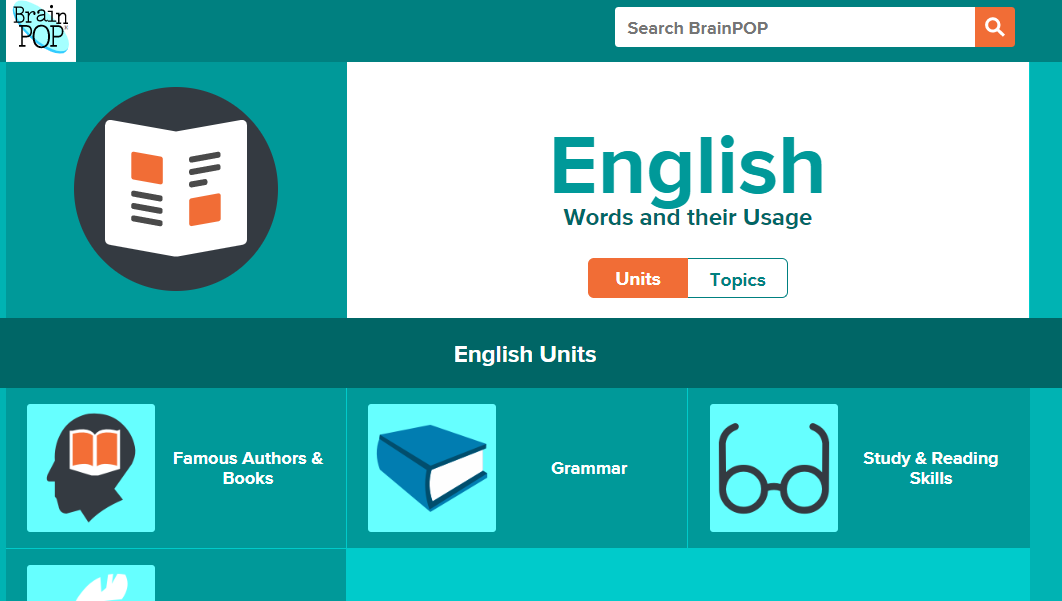 Brain
POP
Search BrainPOP
English
Words and their Usage
Units
Topics
English Units
Famous Authors &
Books
Grammar
Study & Reading
Skills